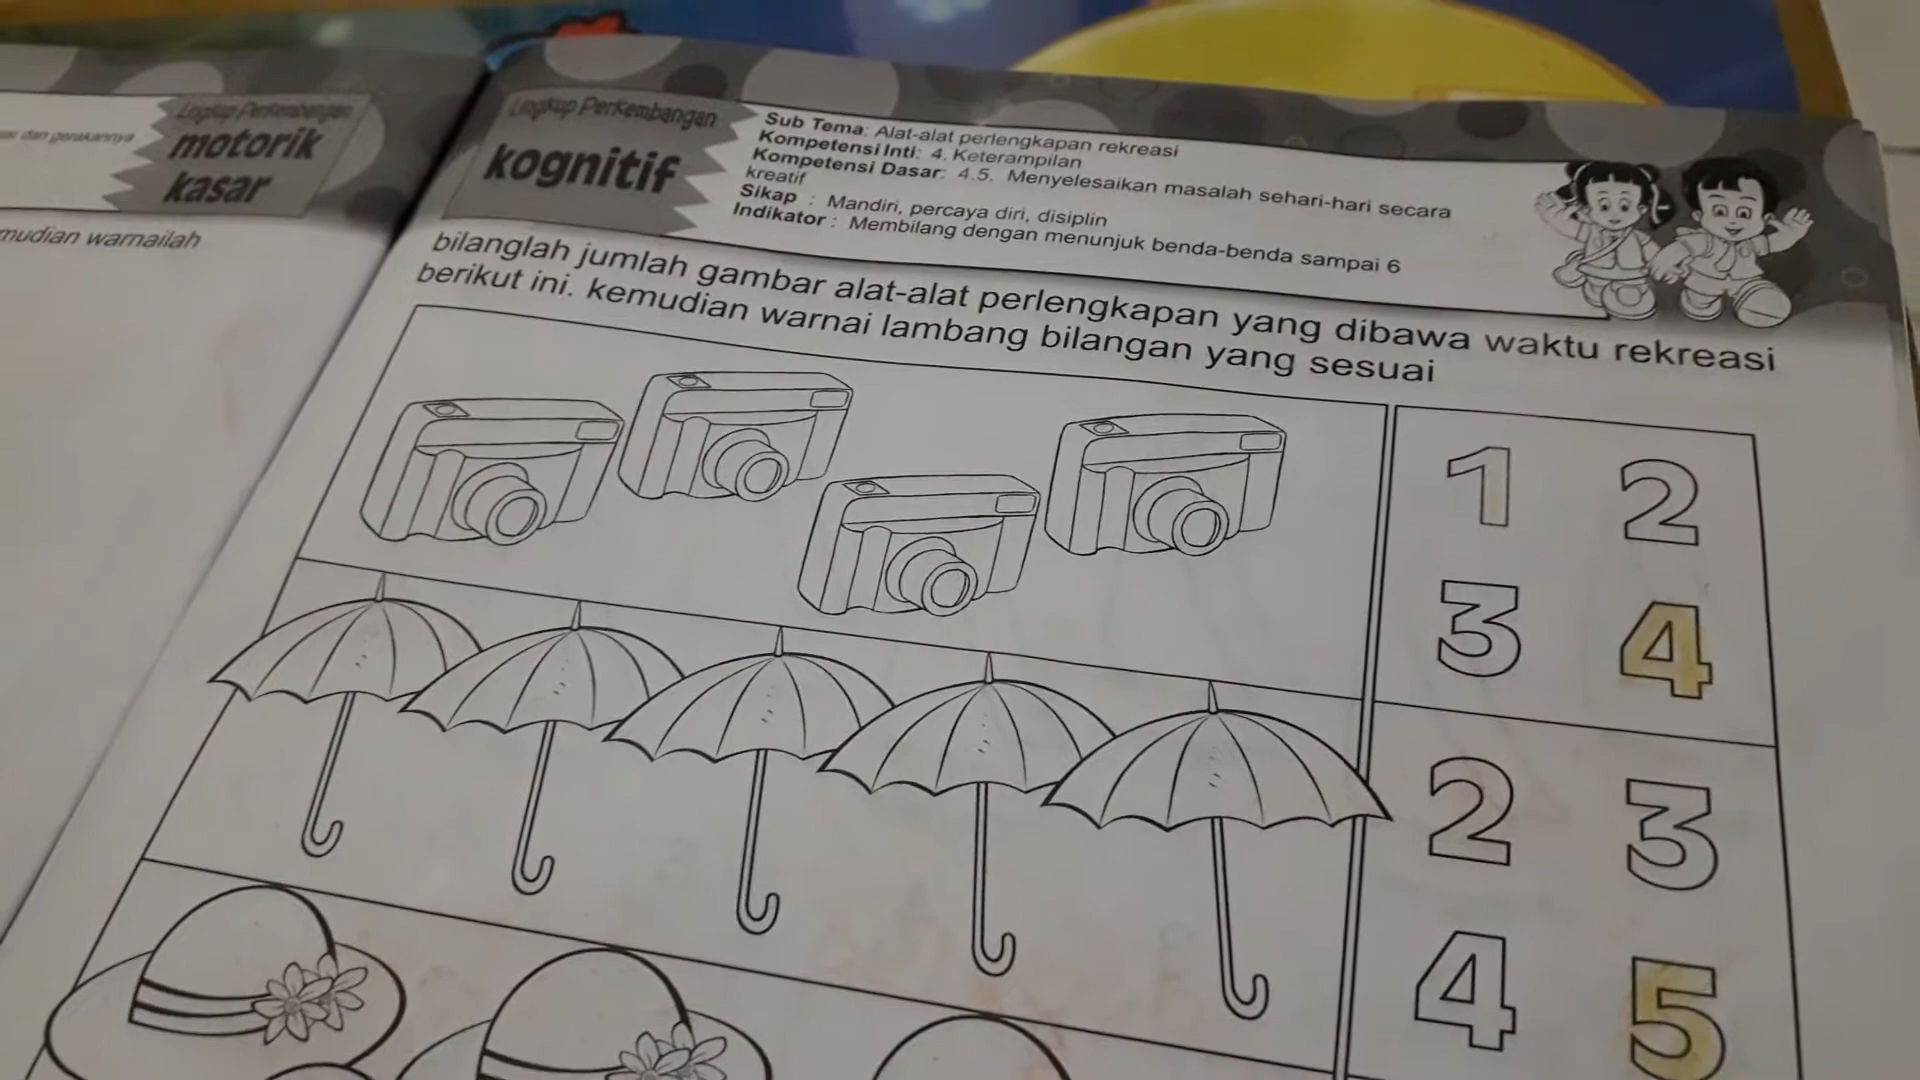 Lingkup Perkembangan
motorik
kasar
dan gerakannya
mudian warnailah
Lingkup Perkembangan
kognitif
Sub Tema: Alat-alat perlengkapan rekreasi
Kompetensi Inti: 4. Keterampilan
Kompetensi Dasar: 4.5. Menyelesaikan masalah sehari-hari secara
kreatif
Sikap : Mandiri, percaya diri, disiplin
Indikator : Membilang dengan menunjuk benda-benda sampai 6
bilanglah jumlah gambar alat-alat perlengkapan yang dibawa waktu rekreasi
berikut ini. kemudian warnai lambang bilangan yang sesuai
1 2
3 4
2 3
4 5